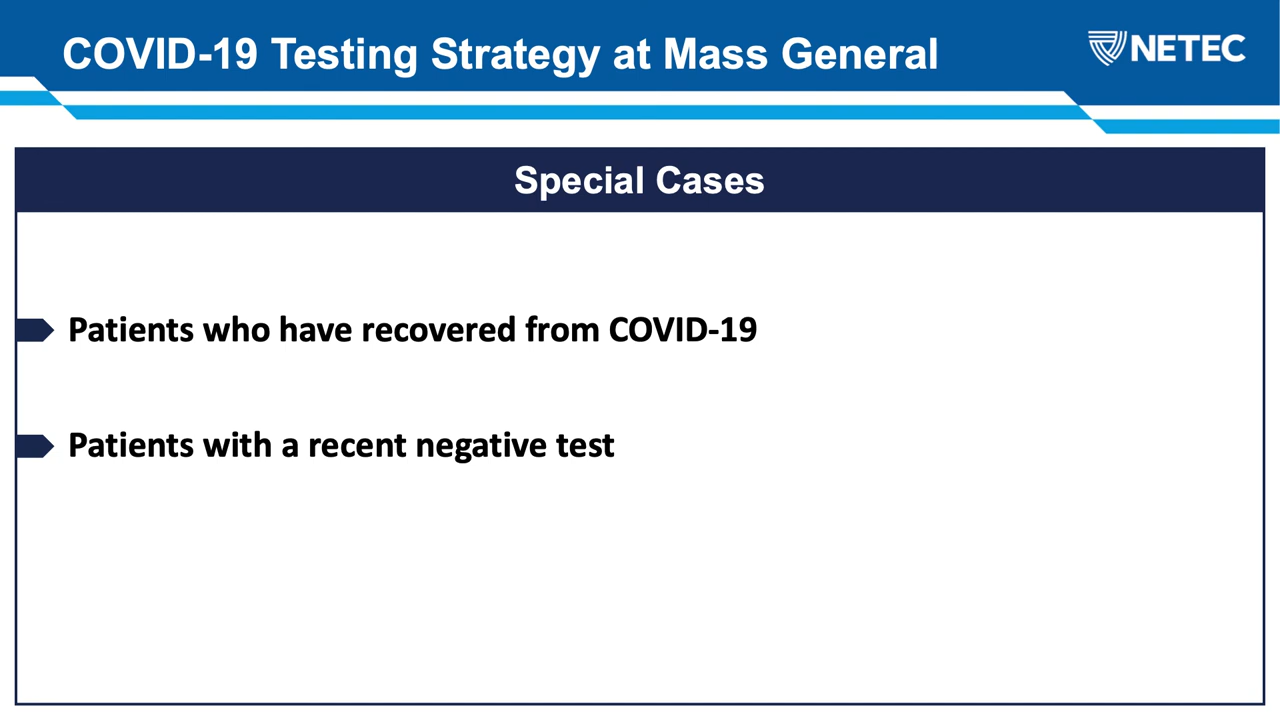 COVID-19 Testing Strategy at Mass General
NETEC
Special Cases
Patients who have recovered from COVID-19
Patients with a recent negative test